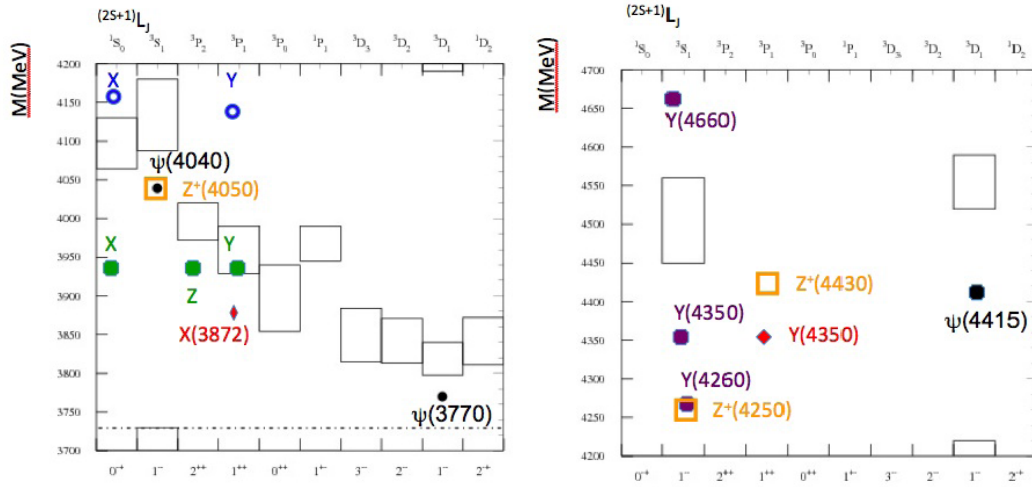 (2S+1)LJ
¹S₀ ³S₁ ³P₂ ³P₁ ³P₀ ¹P₁ ³D₃ ³D₂ ³D₁ ¹D₂
M(MeV)
4200
4150
4100
4050
4000
3950
3900
3850
3800
3750
3700
X Y
ψ(4040)
Z⁺(4050)
X Y
Z
X(3872)
ψ(3770)
0⁻⁺ 1⁻⁻ 2⁺⁺ 1⁺⁺ 0⁺⁺ 1⁺⁻ 3⁻⁻ 2⁻⁻ 1⁻⁻ 2⁻⁺
(2S+1)LJ
¹S₀ ³S₁ ³P₂ ³P₁ ³P₀ ¹P₁ ³D₃ ³D₂ ³D₁ ¹D₂
M(MeV)
4700
4650
4600
4550
4500
4450
4400
4350
4300
4250
4200
Y(4660)
Z⁺(4430)
Y(4350)
ψ(4415)
Y(4350)
Y(4260)
Z⁺(4250)
0⁻⁺ 1⁻⁻ 2⁺⁺ 1⁺⁺ 0⁺⁺ 1⁺⁻ 3⁻⁻ 2⁻⁻ 1⁻⁻ 2⁻⁺